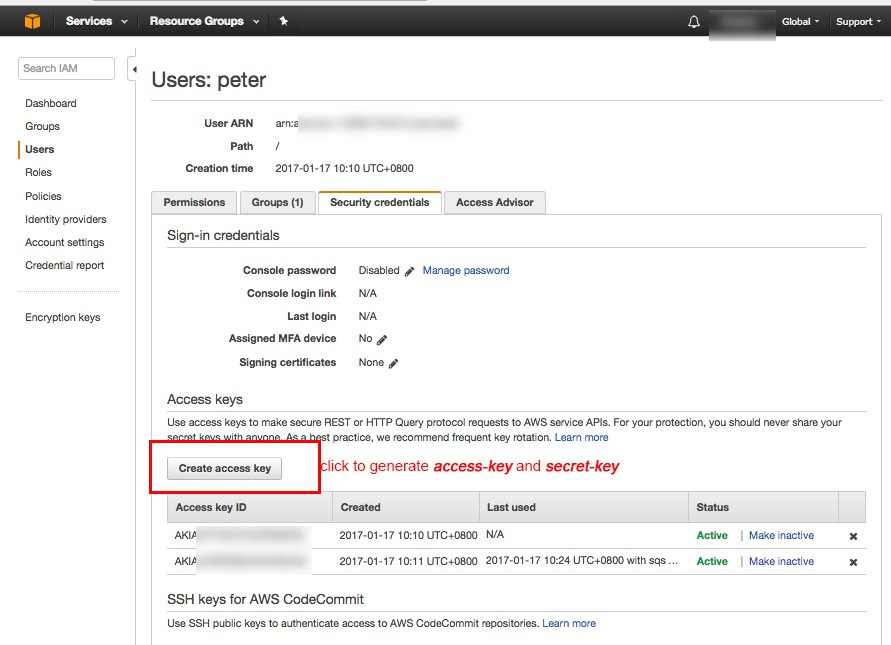 Services Resource Groups Global Support
Search IAM
Users: peter
Dashboard
Groups
Users
Roles
Policies
Identity providers
Account settings
Credential report
Encryption keys
User ARN arn:a
Path /
Creation time 2017-01-17 10:10 UTC+0800
Permissions Groups (1) Security credentials Access Advisor
Sign-in credentials
Console password Disabled Manage password
Console login link N/A
Last login N/A
Assigned MFA device No
Signing certificates None
Access keys
Use access keys to make secure REST or HTTP Query protocol requests to AWS service APIs. For your protection, you should never share your
secret keys with anyone. As a best practice, we recommend frequent key rotation. Learn more
Create access key click to generate access-key and secret-key
Access key ID Created Last used Status
AKIA 2017-01-17 10:10 UTC+0800 N/A Active | Make inactive
AKIA 2017-01-17 10:11 UTC+0800 2017-01-17 10:24 UTC+0800 with sqs ... Active | Make inactive
SSH keys for AWS CodeCommit
Use SSH public keys to authenticate access to AWS CodeCommit repositories. Learn more